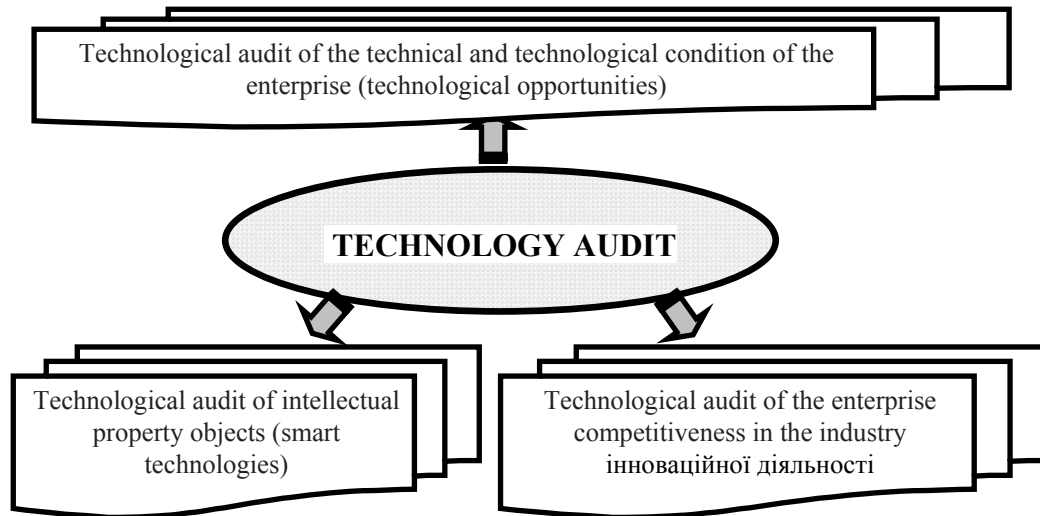 Technological audit of the technical and technological condition of the
enterprise (technological opportunities)
TECHNOLOGY AUDIT
Technological audit of intellectual
property objects (smart
technologies)
Technological audit of the enterprise
competitiveness in the industry
інноваційної діяльності